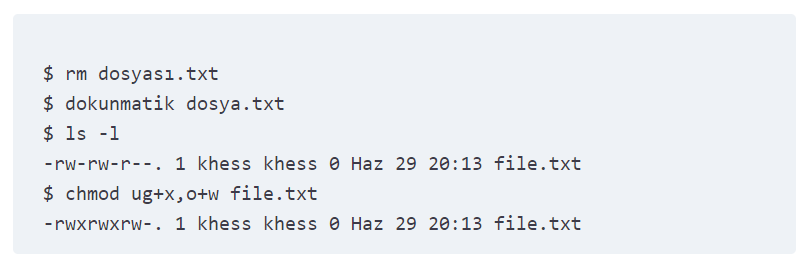 $ rm dosyası.txt
$ dokunmatik dosya.txt
$ ls -l
-rw-rw-r--. 1 khess khess 0 Haz 29 20:13 file.txt
$ chmod ug+x,o+w file.txt
-rwxrwxrw-. 1 khess khess 0 Haz 29 20:13 file.txt